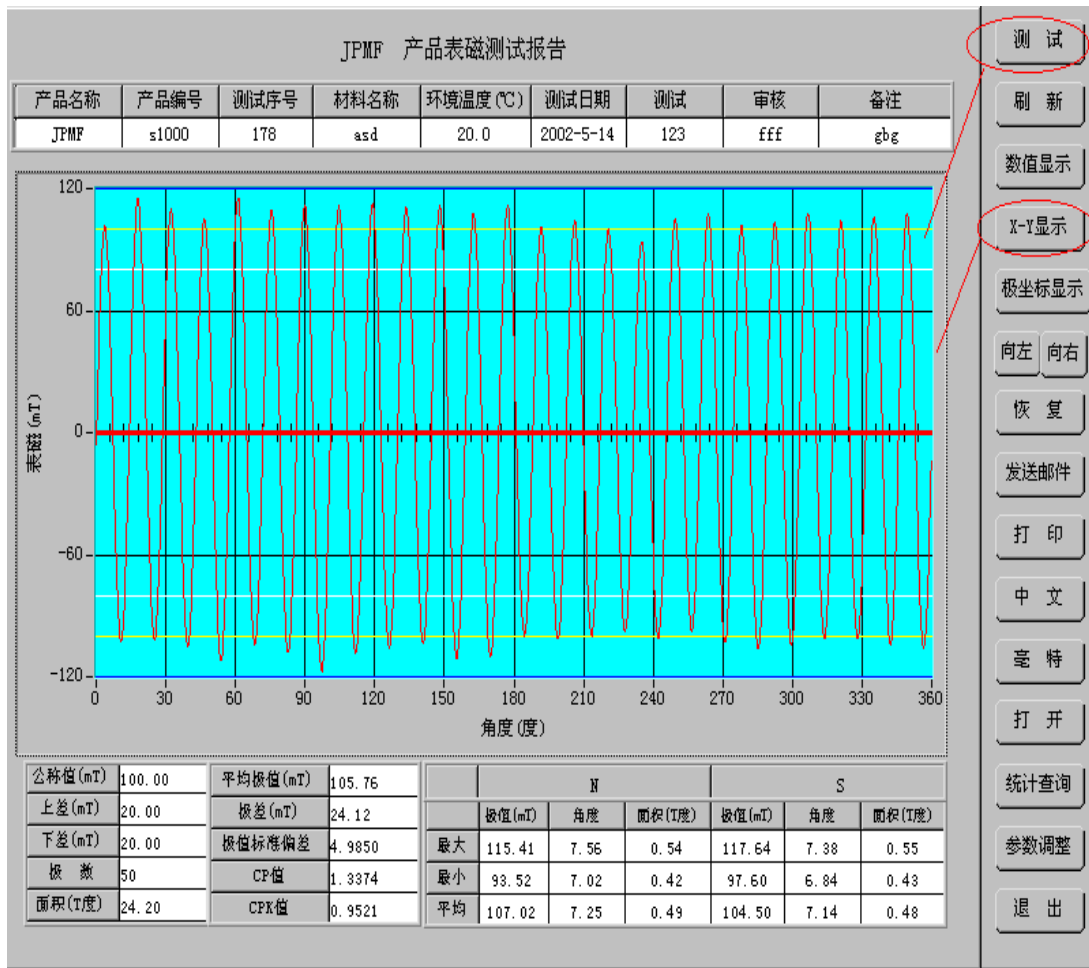 JPMF 产品表磁测试报告
产品名称 产品编号 测试序号 材料名称 环境温度(℃) 测试日期 测试 审核 备注
JPMF s1000 178 asd 20.0 2002-5-14 123 fff gbg
120
60
0
-60
-120
表磁(mT)
0 30 60 90 120 150 180 210 240 270 300 330 360
角度(度)
公称值(mT) 100.00
上差(mT) 20.00
下差(mT) 20.00
极 数 50
面积(T度) 24.20
平均极值(mT) 105.76
极差(mT) 24.12
极值标准偏差 4.9850
CP值 1.3374
CPK值 0.9521
N S
极值(mT) 角度 面积(T度) 极值(mT) 角度 面积(T度)
最大 115.41 7.56 0.54 117.64 7.38 0.55
最小 93.52 7.02 0.42 97.60 6.84 0.43
平均 107.02 7.25 0.49 104.50 7.14 0.48
测 试
刷 新
数值显示
X-Y显示
极坐标显示
向左 向右
恢 复
发送邮件
打 印
中 文
毫 特
打 开
统计查询
参数调整
退 出